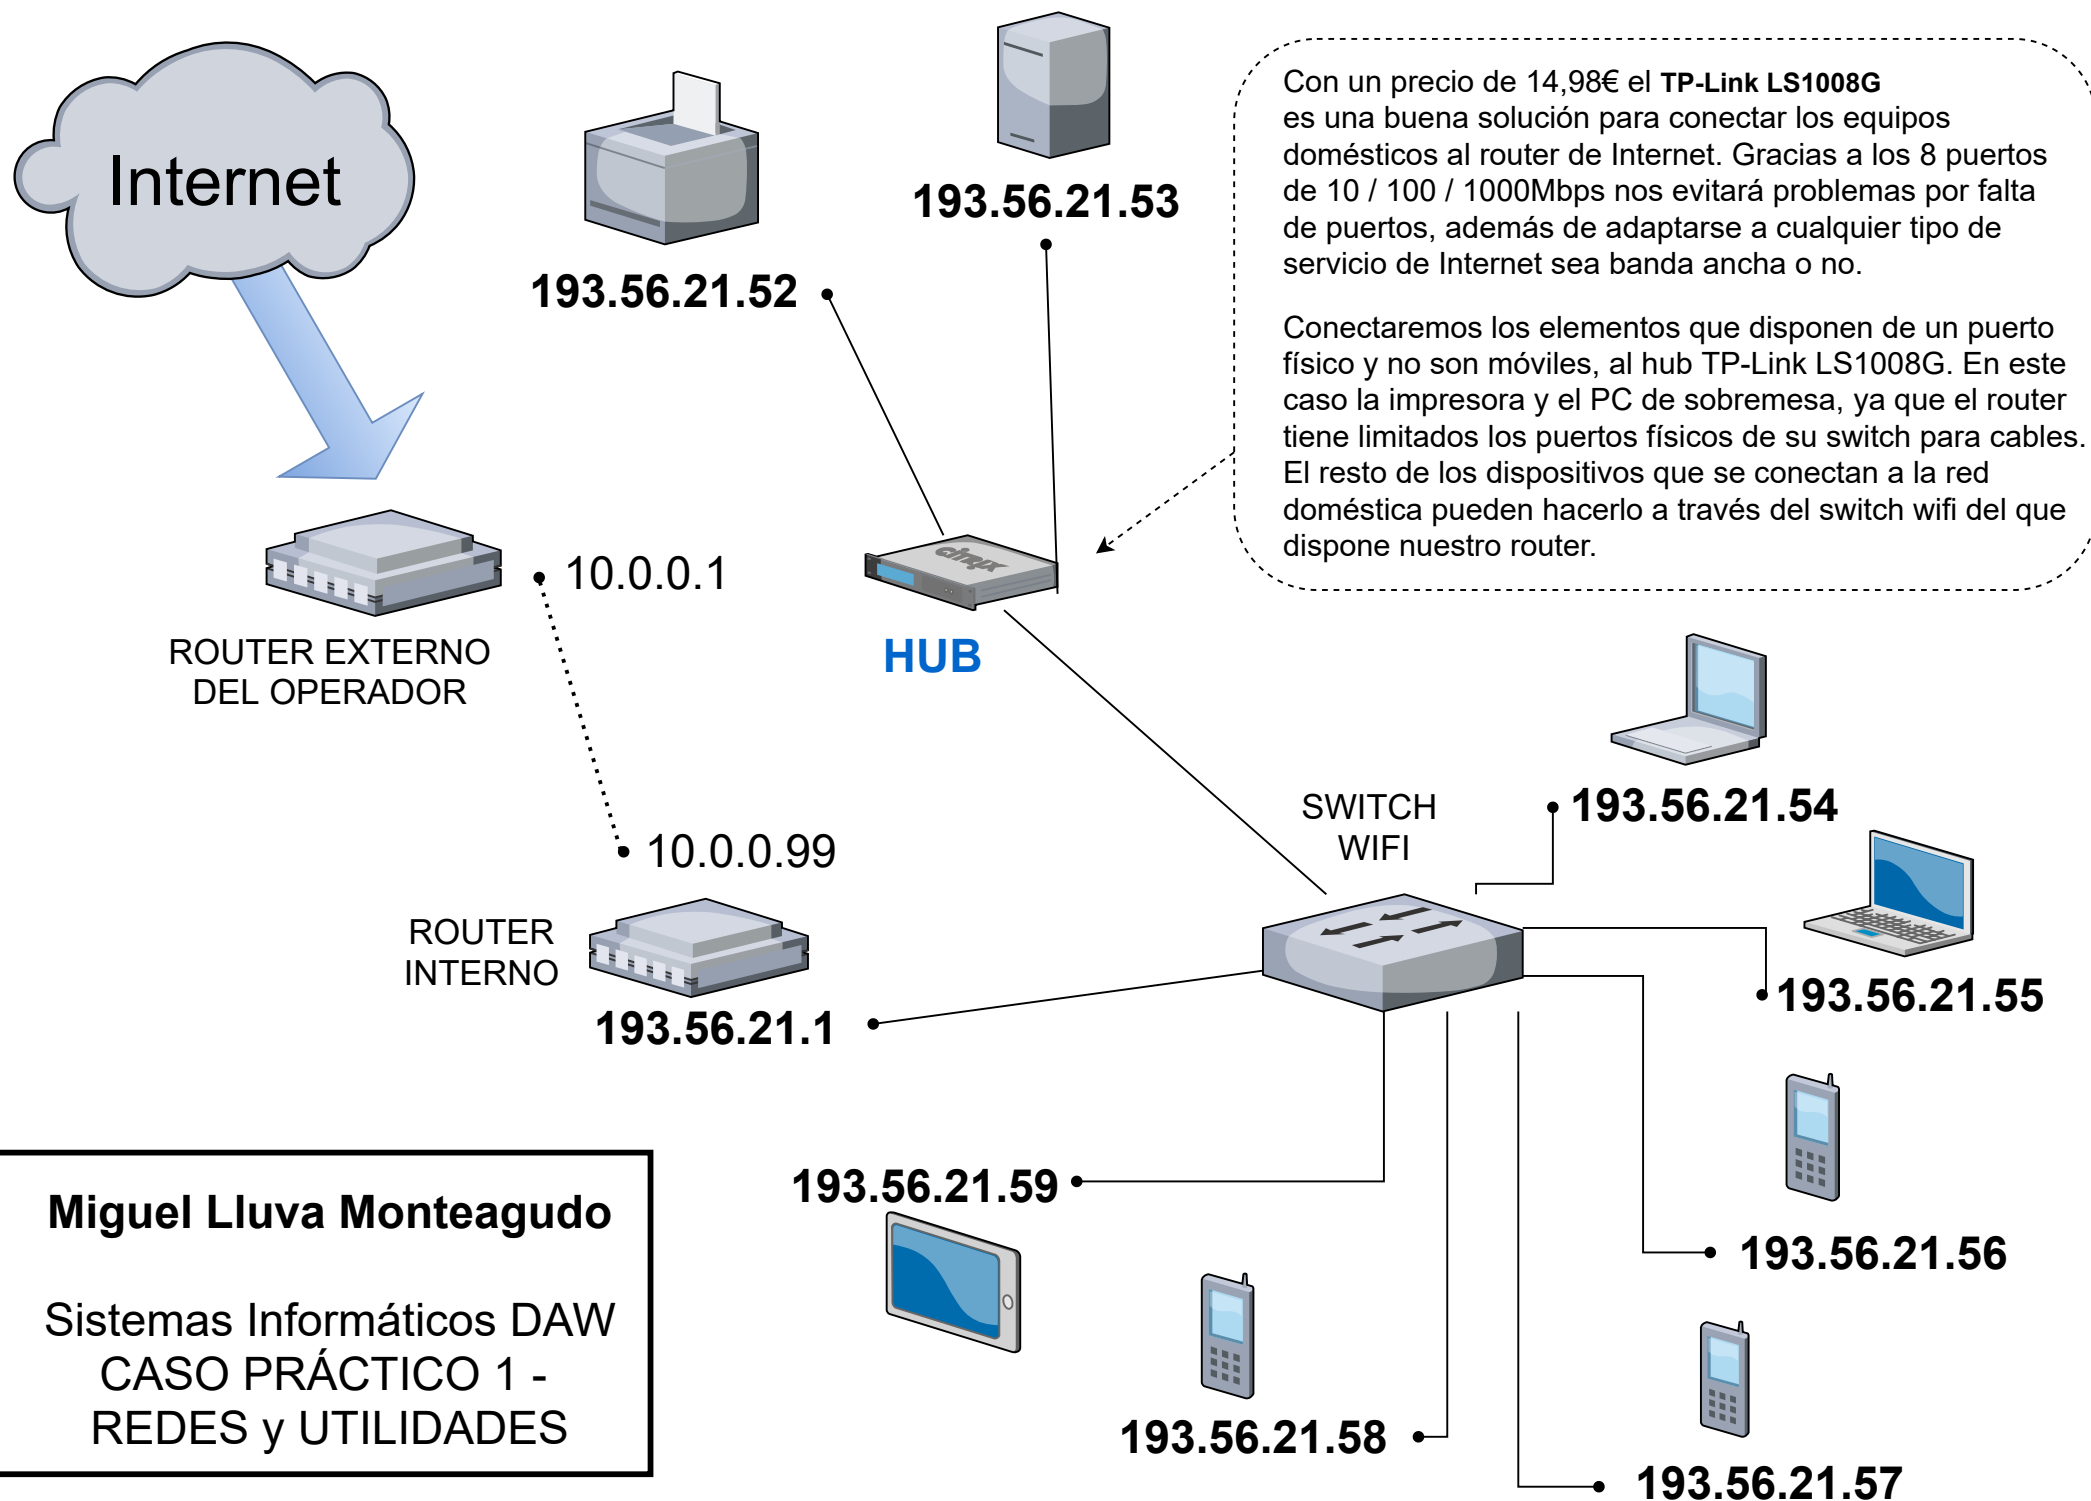 Internet
193.56.21.52
193.56.21.53
Con un precio de 14,98€ el TP-Link LS1008G
es una buena solución para conectar los equipos
domésticos al router de Internet. Gracias a los 8 puertos
de 10 / 100 / 1000Mbps nos evitará problemas por falta
de puertos, además de adaptarse a cualquier tipo de
servicio de Internet sea banda ancha o no.
Conectaremos los elementos que disponen de un puerto
físico y no son móviles, al hub TP-Link LS1008G. En este
caso la impresora y el PC de sobremesa, ya que el router
tiene limitados los puertos físicos de su switch para cables.
El resto de los dispositivos que se conectan a la red
doméstica pueden hacerlo a través del switch wifi del que
dispone nuestro router.
10.0.0.1
ROUTER EXTERNO
DEL OPERADOR
CITRIX
HUB
10.0.0.99
ROUTER
INTERNO
193.56.21.1
SWITCH
WIFI
193.56.21.54
193.56.21.55
193.56.21.56
193.56.21.57
193.56.21.58
193.56.21.59
Miguel Lluva Monteagudo
Sistemas Informáticos DAW
CASO PRÁCTICO 1 -
REDES y UTILIDADES